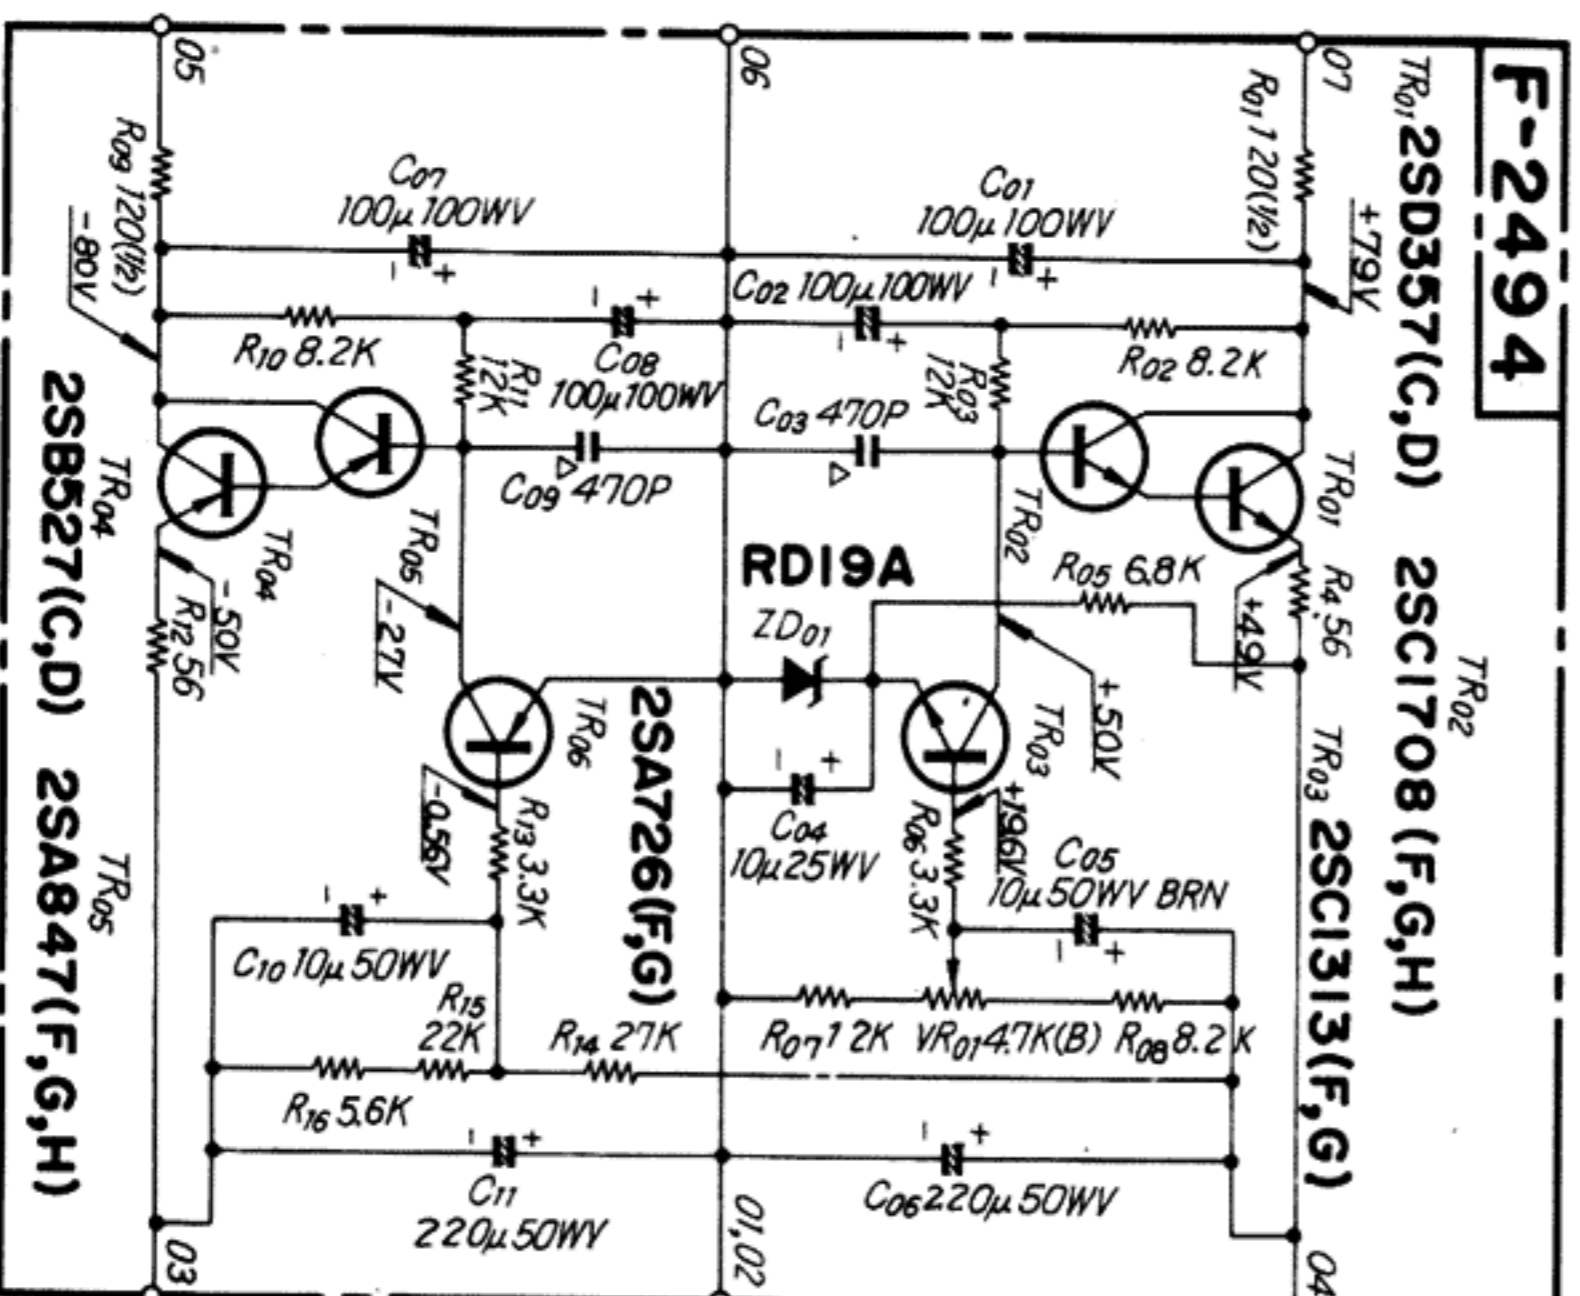 F-2494
05
06
07
TR01, 2SD357(C,D)
2SC1708(F,G,H)
TR02
TR03 2SC1313(F,G)
R01 120(½)
+79V
R09 120(½)
-80V
C07
100μ 100WV
- +
C01
100μ 100WV
- +
C02 100μ 100WV
- +
R10 8.2K
- +
C08
100μ 100WV
R11
12K
R03
12K
R02 8.2K
C03 470P
C09 470P
TR01
TR02
TR04
TR05
R4 56
+49V
R05 6.8K
RD19A
ZD01
+50V
-27V
-50V
R12 56
2SB527(C,D)
TR04
2SA847(F,G,H)
TR05
TR06
2SA726(F,G)
TR03
+19.6V
-0.56V
- +
C04
10μ 25WV
R06 3.3K
R13 3.3K
C05
10μ 50WV BRN
- +
- +
C10 10μ 50WV
R15
22K
R14 27K
R07 12K
VR01 4.7K(B)
R08 8.2K
R16 5.6K
- +
C11
220μ 50WV
- +
C06 220μ 50WV
03
01,02
04